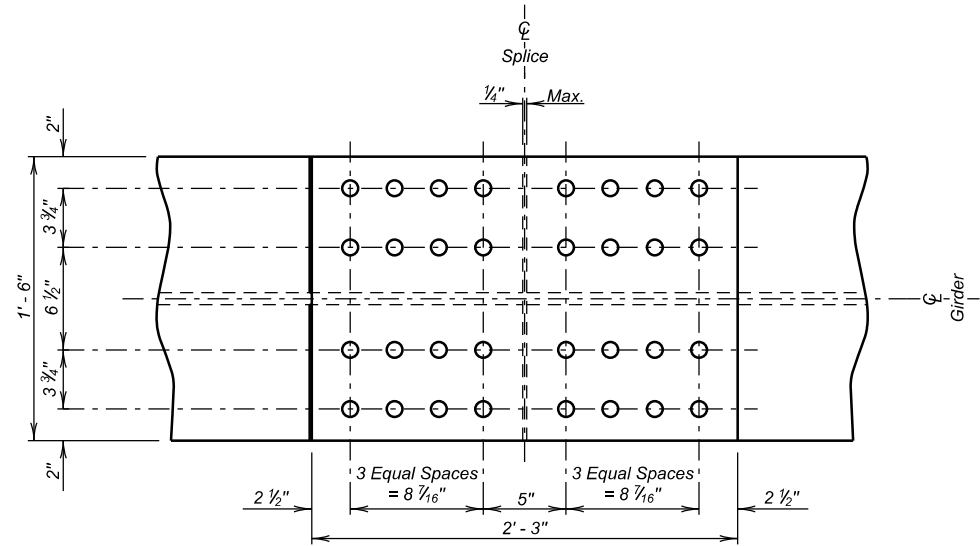 ℄
Splice
¼" Max.
2"
3 ¾"
6 ½"
3 ¾"
1' - 6"
2"
℄
Girder
3 Equal Spaces
= 8 ⁷⁄₁₆"
3 Equal Spaces
= 8 ⁷⁄₁₆"
2 ½"
5"
2 ½"
2' - 3"